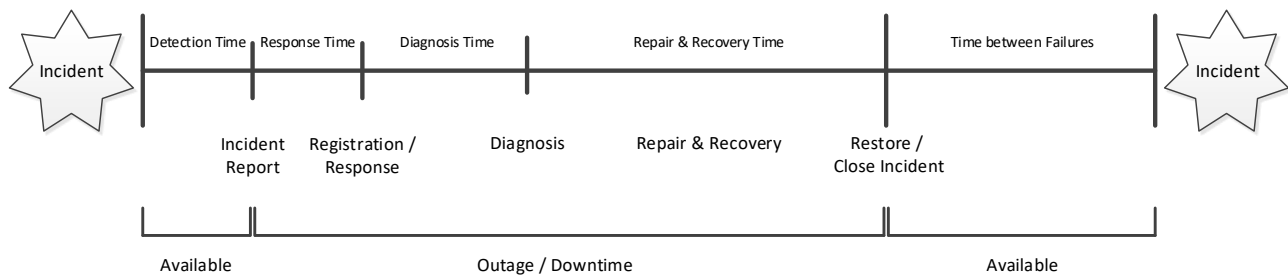 Incident
Detection Time
Response Time
Diagnosis Time
Repair & Recovery Time
Time between Failures
Incident
Incident
Report
Registration /
Response
Diagnosis
Repair & Recovery
Restore /
Close Incident
Available
Outage / Downtime
Available